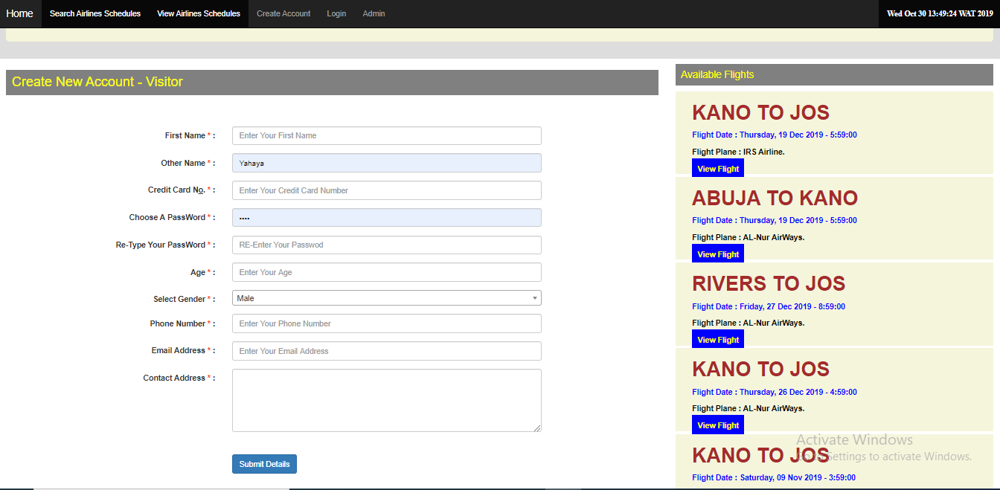 Home Search Airlines Schedules View Airlines Schedules Create Account Login Admin Wed Oct 30 13:49:24 WAT 2019
Create New Account - Visitor
First Name * : Enter Your First Name
Other Name * : Yahaya
Credit Card No. * : Enter Your Credit Card Number
Choose A PassWord * : ••••
Re-Type Your PassWord * : RE-Enter Your Passwod
Age * : Enter Your Age
Select Gender * : Male
Phone Number * : Enter Your Phone Number
Email Address * : Enter Your Email Address
Contact Address * :
Submit Details
Available Flights
KANO TO JOS
Flight Date : Thursday, 19 Dec 2019 - 5:59:00
Flight Plane : IRS Airline.
View Flight
ABUJA TO KANO
Flight Date : Thursday, 19 Dec 2019 - 5:59:00
Flight Plane : AL-Nur AirWays.
View Flight
RIVERS TO JOS
Flight Date : Friday, 27 Dec 2019 - 8:59:00
Flight Plane : AL-Nur AirWays.
View Flight
KANO TO JOS
Flight Date : Thursday, 26 Dec 2019 - 4:59:00
Flight Plane : AL-Nur AirWays.
View Flight
KANO TO JOS
Flight Date : Saturday, 09 Nov 2019 - 3:59:00
Activate Windows
Go to Settings to activate Windows.